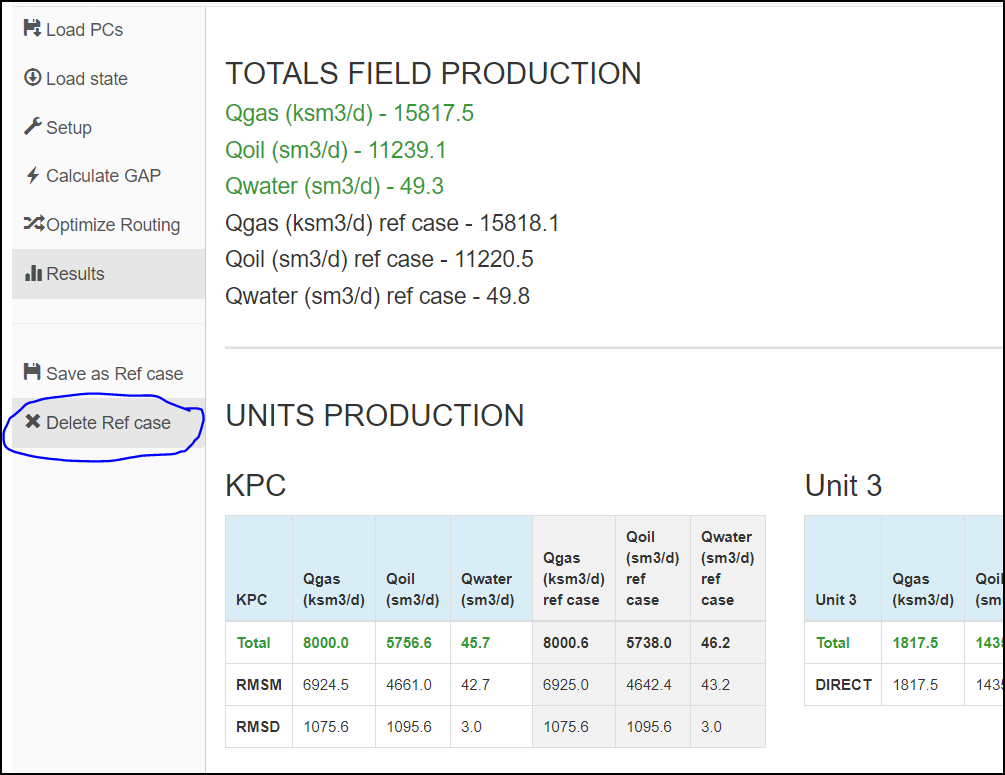 Load PCs
Load state
Setup
Calculate GAP
Optimize Routing
Results
Save as Ref case
Delete Ref case
TOTALS FIELD PRODUCTION
Qgas (ksm3/d) - 15817.5
Qoil (sm3/d) - 11239.1
Qwater (sm3/d) - 49.3
Qgas (ksm3/d) ref case - 15818.1
Qoil (sm3/d) ref case - 11220.5
Qwater (sm3/d) ref case - 49.8
UNITS PRODUCTION
KPC
KPC Qgas (ksm3/d) Qoil (sm3/d) Qwater (sm3/d) Qgas (ksm3/d) ref case Qoil (sm3/d) ref case Qwater (sm3/d) ref case
Total 8000.0 5756.6 45.7 8000.6 5738.0 46.2
RMSM 6924.5 4661.0 42.7 6925.0 4642.4 43.2
RMSD 1075.6 1095.6 3.0 1075.6 1095.6 3.0
Unit 3
Unit 3 Qgas (ksm3/d) Qoil (sm
Total 1817.5 1435
DIRECT 1817.5 1435